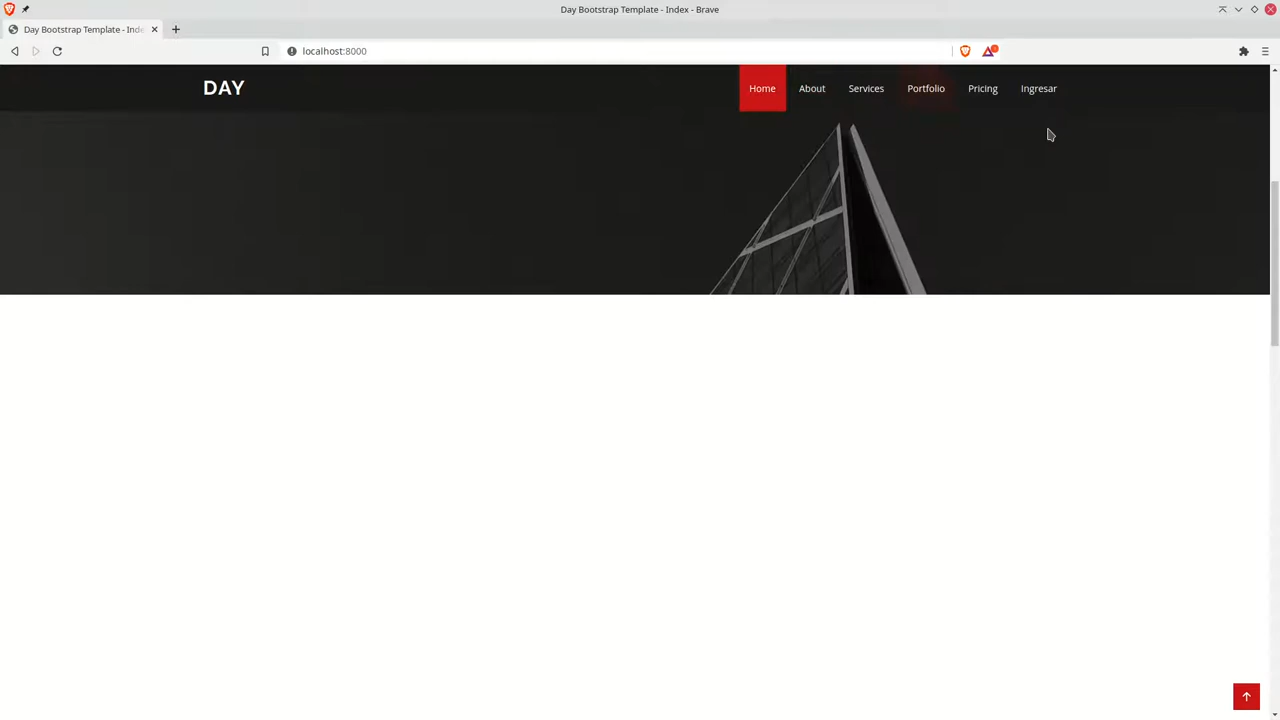 Day Bootstrap Template - Index - Brave
Day Bootstrap Template - Inde
localhost:8000
DAY
Home About Services Portfolio Pricing Ingresar